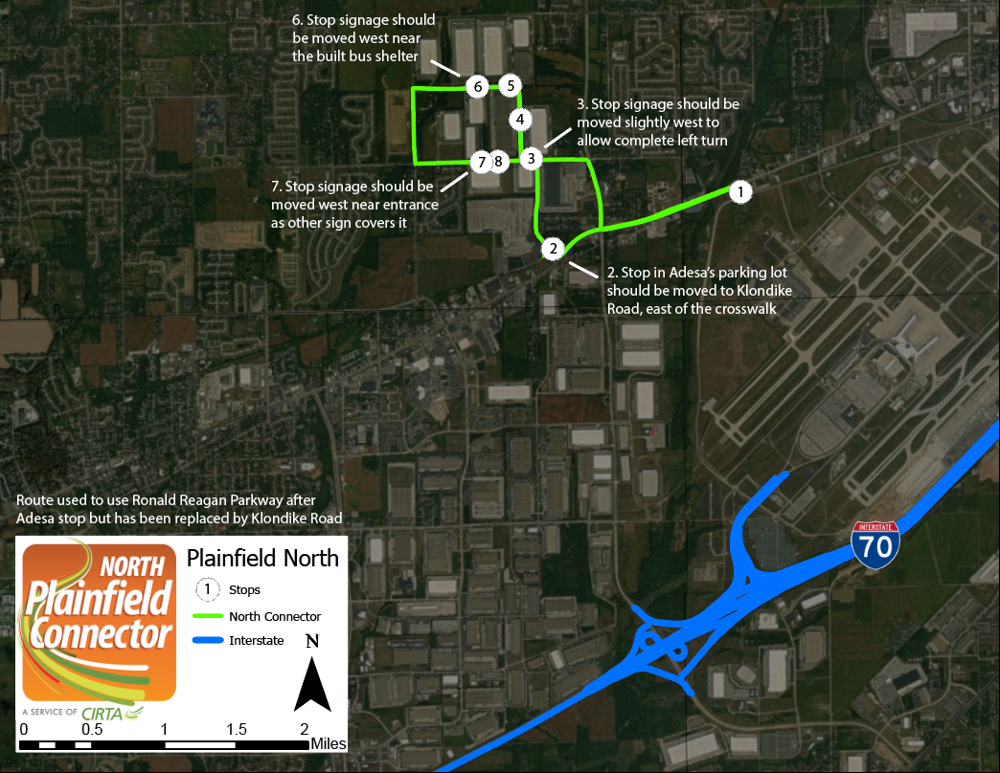 6. Stop signage should
be moved west near
the built bus shelter
6
5
4
3. Stop signage should be
moved slightly west to
allow complete left turn
3
7
8
7. Stop signage should be
moved west near entrance
as other sign covers it
1
2
2. Stop in Adesa's parking lot
should be moved to Klondike
Road, east of the crosswalk
INTERSTATE
70
Route used to use Ronald Reagan Parkway after
Adesa stop but has been replaced by Klondike Road
NORTH
Plainfield
Connector
A SERVICE OF CIRTA
Plainfield North
1 Stops
North Connector
Interstate
N
0 0.5 1 1.5 2
Miles